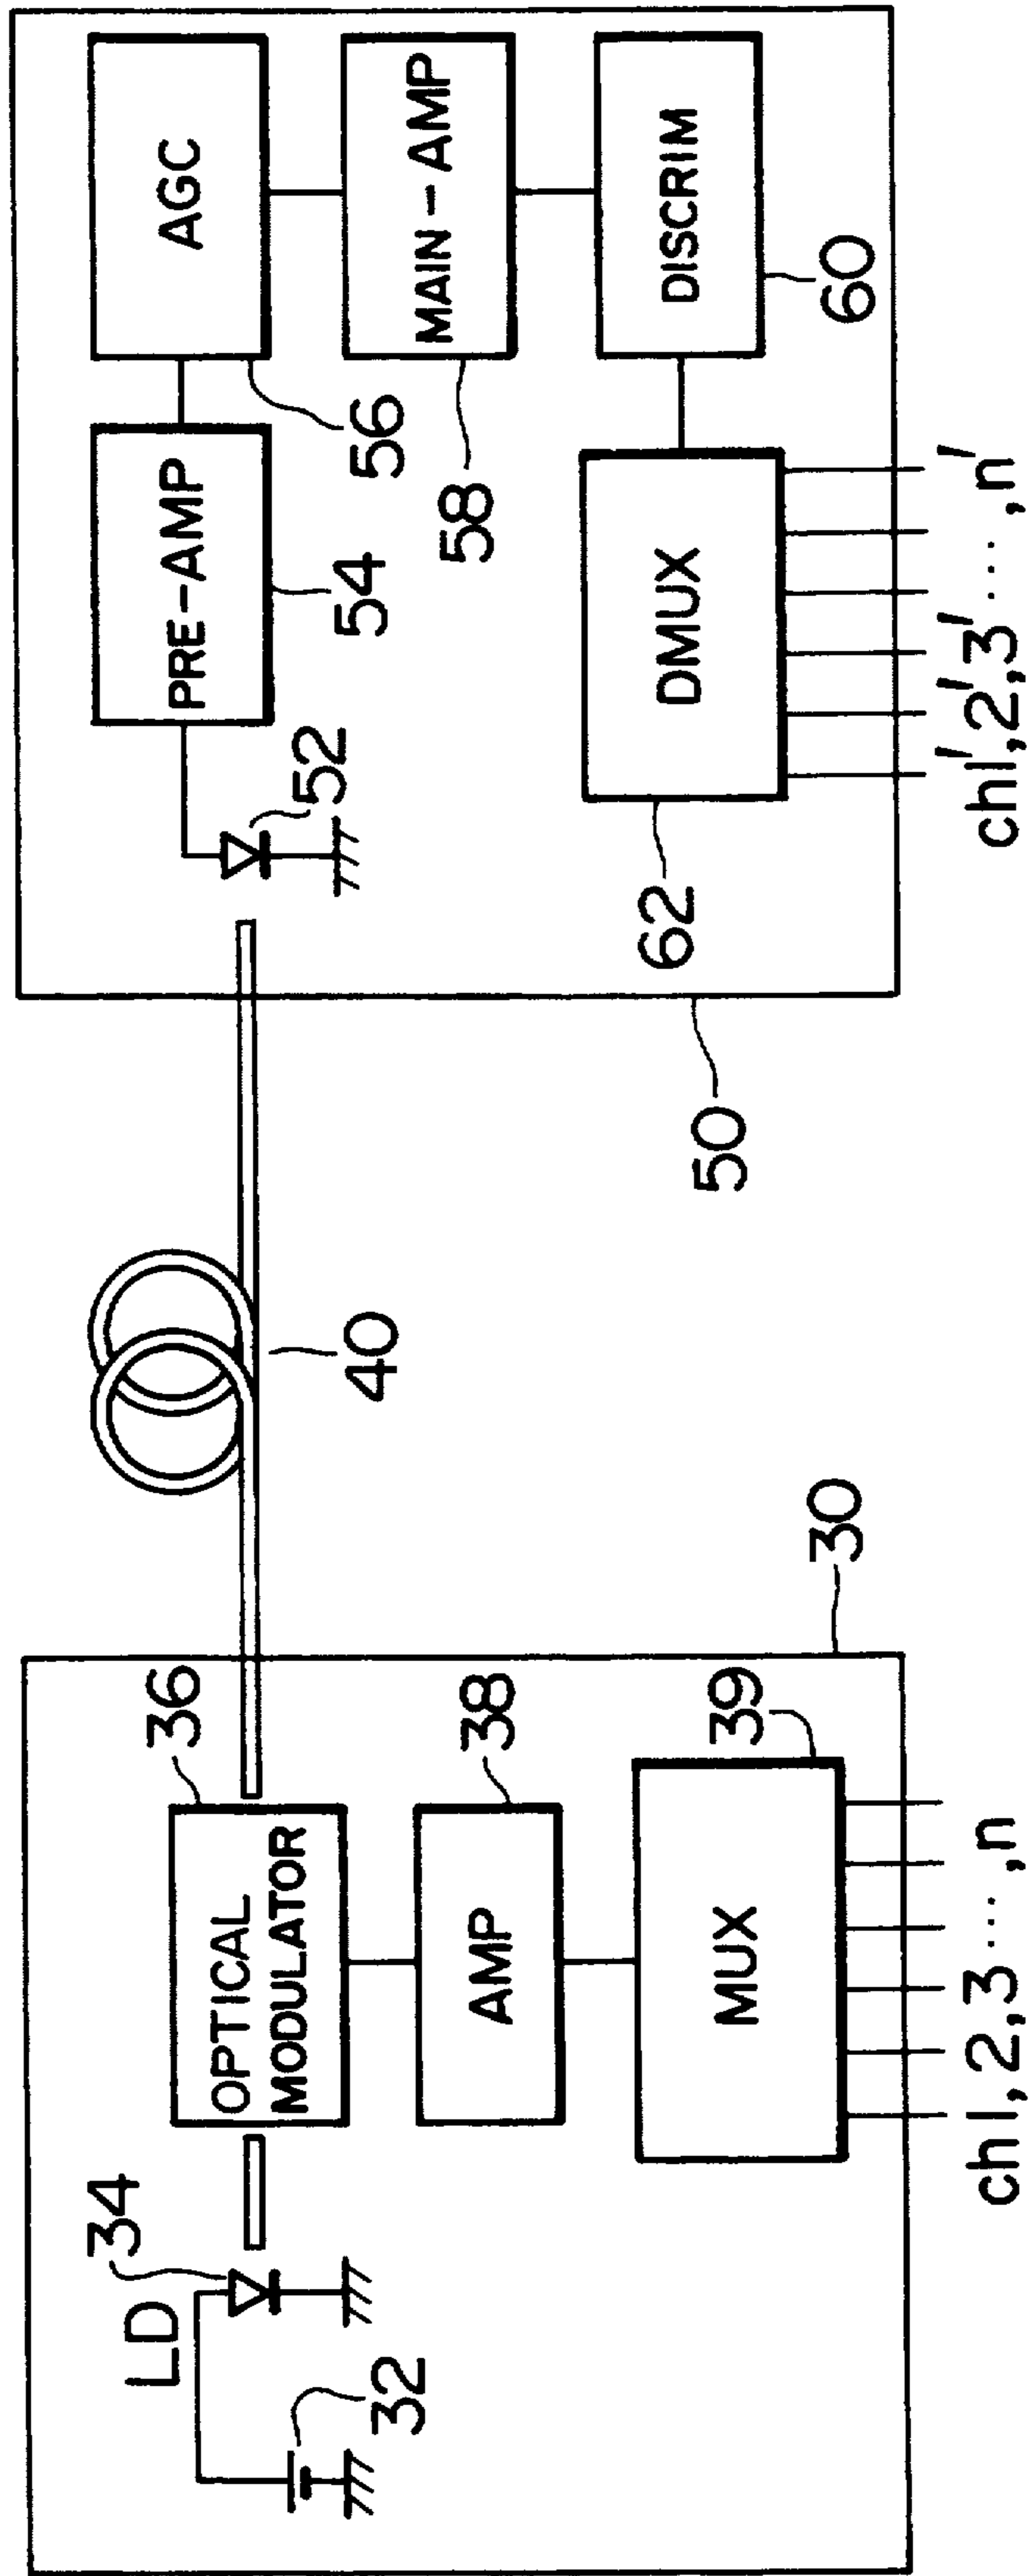 LD
34
32
OPTICAL
MODULATOR
36
AMP
38
MUX
39
30
ch1, 2, 3 ···· , n
40
50
52
PRE-AMP
54
AGC
56
MAIN-AMP
58
DISCRIM
60
DMUX
62
ch1', 2', 3' ···· , n'